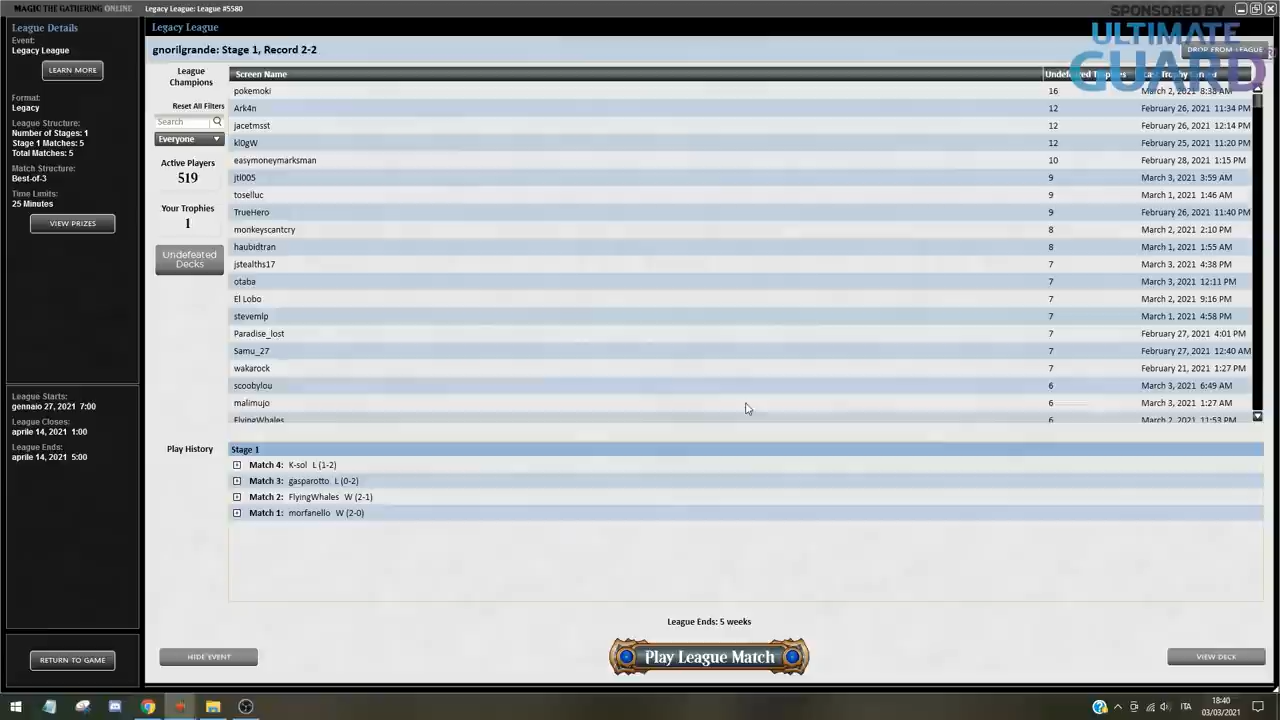 MAGIC THE GATHERING ONLINE
Legacy League: League #5580
SPONSORED BY
ULTIMATE
GUARD
League Details
Event:
Legacy League
LEARN MORE
Format:
Legacy
League Structure:
Number of Stages: 1
Stage 1 Matches: 5
Total Matches: 5
Match Structure:
Best-of-3
Time Limits:
25 Minutes
VIEW PRIZES
League Starts:
gennaio 27, 2021 7:00
League Closes:
aprile 14, 2021 1:00
League Ends:
aprile 14, 2021 5:00
RETURN TO GAME
Legacy League
gnorilgrande: Stage 1, Record 2-2
DROP FROM LEAGUE
League
Champions
Reset All Filters
Search
Everyone
Active Players
519
Your Trophies
1
Undefeated
Decks
Screen Name Undefeated Trophies Trophy
pokemoki 16 March 2, 2021 8:38 AM
Ark4n 12 February 26, 2021 11:34 PM
jacetmsst 12 February 26, 2021 12:14 PM
kl0gW 12 February 25, 2021 11:20 PM
easymoneymarksman 10 February 28, 2021 1:15 PM
jtl005 9 March 3, 2021 3:59 AM
toselluc 9 March 1, 2021 1:46 AM
TrueHero 9 February 26, 2021 11:40 PM
monkeyscantcry 8 March 2, 2021 2:10 PM
haubidtran 8 March 1, 2021 1:55 AM
jstealths17 7 March 3, 2021 4:38 PM
otaba 7 March 3, 2021 12:11 PM
El Lobo 7 March 2, 2021 9:16 PM
stevemlp 7 March 1, 2021 4:58 PM
Paradise_lost 7 February 27, 2021 4:01 PM
Samu_27 7 February 27, 2021 12:40 AM
wakarock 7 February 21, 2021 1:27 PM
scoobylou 6 March 3, 2021 6:49 AM
malimujo 6 March 3, 2021 1:27 AM
FlyingWhales 6 March 2, 2021 11:53 PM
Play History
Stage 1
Match 4: K-sol L (1-2)
Match 3: gasparotto L (0-2)
Match 2: FlyingWhales W (2-1)
Match 1: morfanello W (2-0)
League Ends: 5 weeks
HIDE EVENT
Play League Match
VIEW DECK
ITA
18:40
03/03/2021